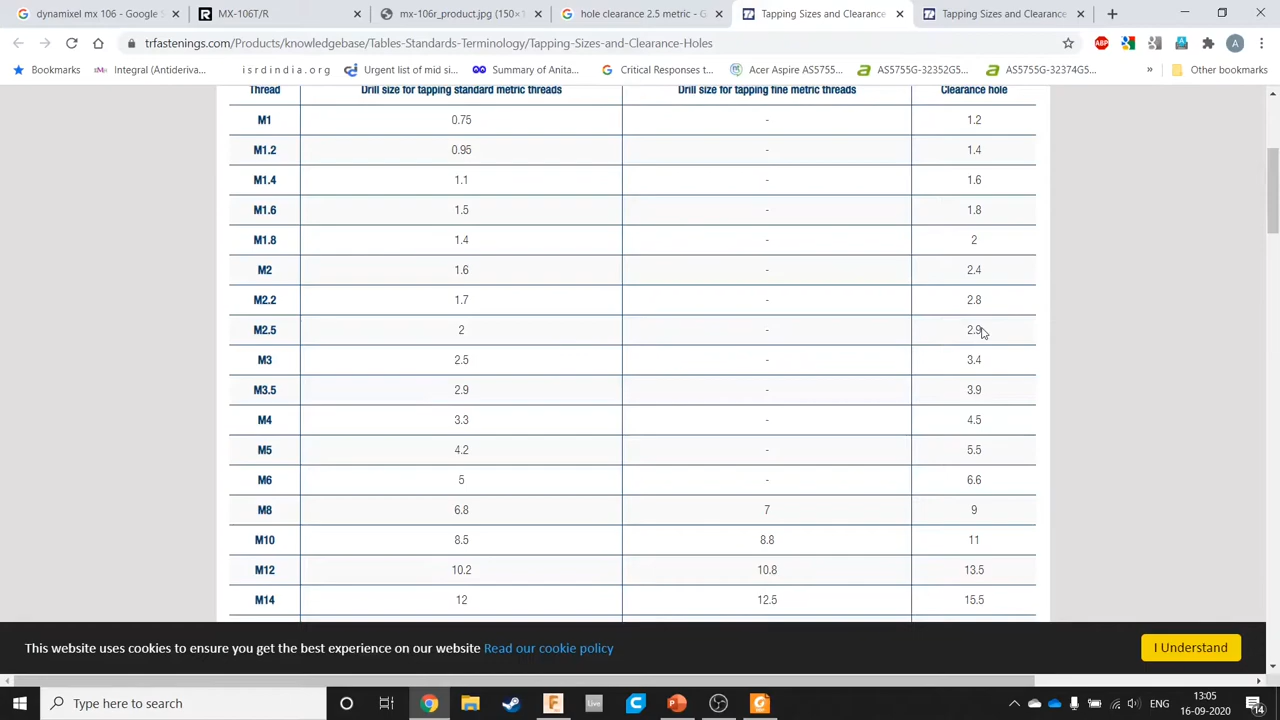 dynamixel mx 106 - Google
MX-106T/R
mx-106r_product.jpg (150×1
hole clearance 2.5 metric - G
Tapping Sizes and Clearance
Tapping Sizes and Clearance
trfastenings.com/Products/knowledgebase/Tables-Standards-Terminology/Tapping-Sizes-and-Clearance-Holes
Bookmarks
Integral (Antideriva...
isrdindia.org
Urgent list of mid si...
Summary of Anita...
Critical Responses t...
Acer Aspire AS5755...
AS5755G-32352G5...
AS5755G-32374G5...
»
Other bookmarks
Thread Drill size for tapping standard metric threads Drill size for tapping fine metric threads Clearance hole
M1 0.75 - 1.2
M1.2 0.95 - 1.4
M1.4 1.1 - 1.6
M1.6 1.5 - 1.8
M1.8 1.4 - 2
M2 1.6 - 2.4
M2.2 1.7 - 2.8
M2.5 2 - 2.9
M3 2.5 - 3.4
M3.5 2.9 - 3.9
M4 3.3 - 4.5
M5 4.2 - 5.5
M6 5 - 6.6
M8 6.8 7 9
M10 8.5 8.8 11
M12 10.2 10.8 13.5
M14 12 12.5 15.5
This website uses cookies to ensure you get the best experience on our website Read our cookie policy
I Understand
Type here to search
Live
ENG
13:05
16-09-2020
14